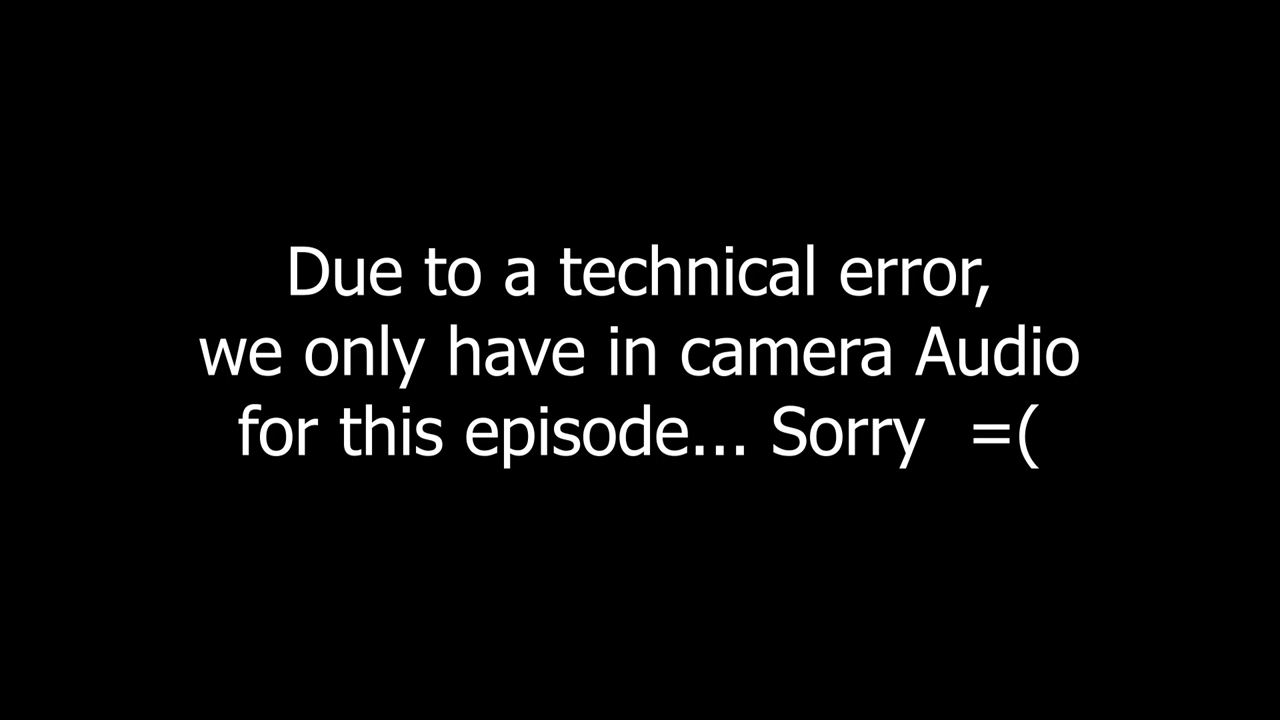 Due to a technical error,
we only have in camera Audio
for this episode... Sorry  =(